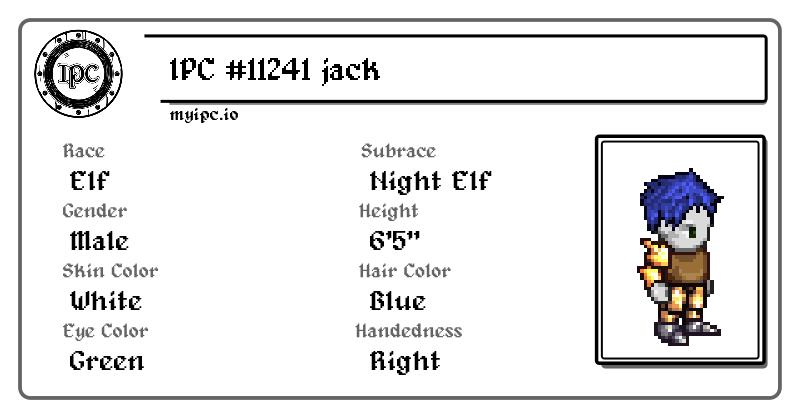 IPC
IPC #11241 jack
myipc.io
Race
Elf
Subrace
Night Elf
Gender
Male
Height
6'5"
Skin Color
White
Hair Color
Blue
Eye Color
Green
Handedness
Right